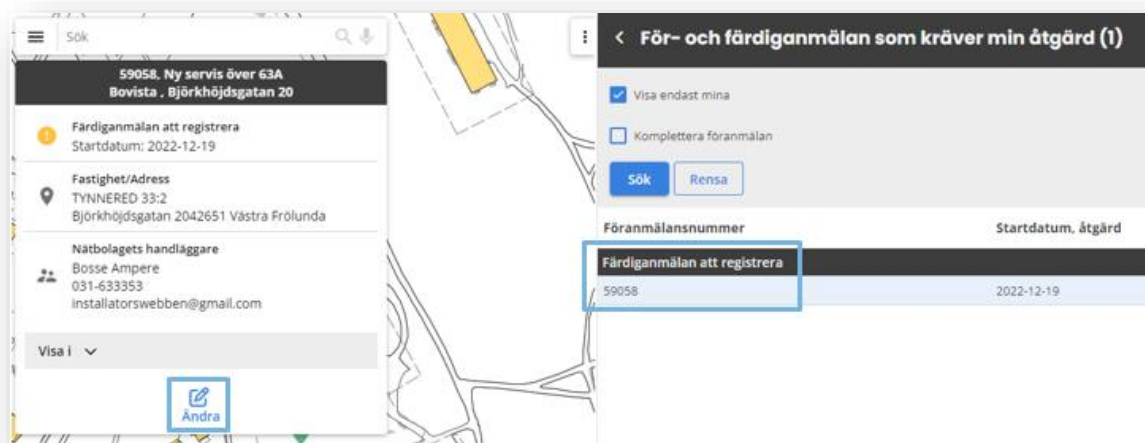 Sök
59058, Ny servis över 63A
Bovista , Björkhöjdsgatan 20
Färdiganmälan att registrera
Startdatum: 2022-12-19
Fastighet/Adress
TYNNERED 33:2
Björkhöjdsgatan 2042651 Västra Frölunda
Nätbolagets handläggare
Bosse Ampere
031-633353
installatorswebben@gmail.com
Visa i
Ändra
För- och färdiganmälan som kräver min åtgärd (1)
Visa endast mina
Komplettera föranmälan
Sök Rensa
Föranmälansnummer Startdatum, åtgärd
Färdiganmälan att registrera
59058 2022-12-19